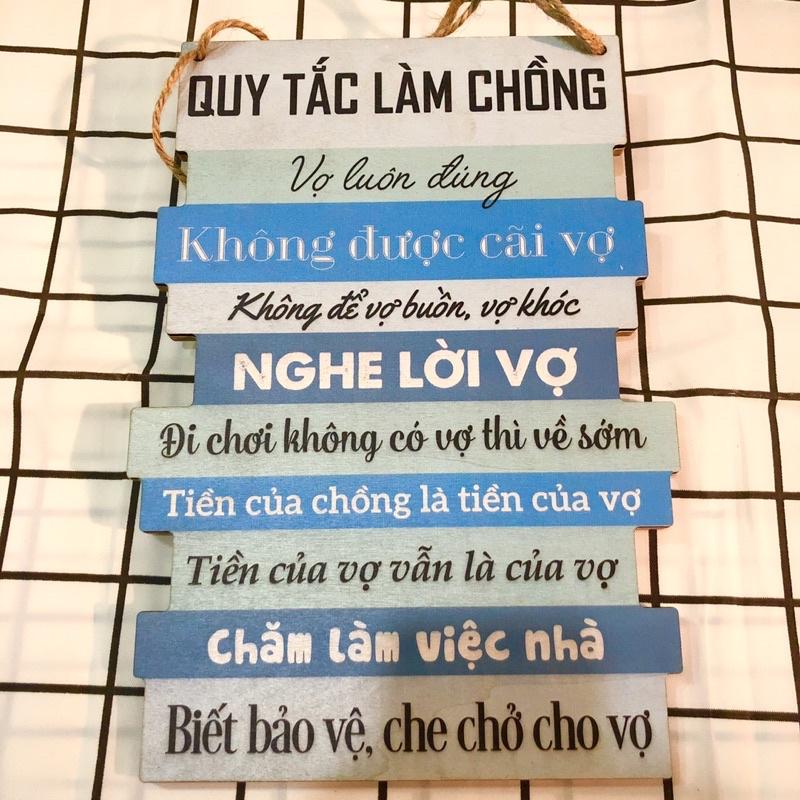 QUY TẮC LÀM CHỒNG
Vợ luôn đúng
Không được cãi vợ
Không để vợ buồn, vợ khóc
NGHE LỜI VỢ
Đi chơi không có vợ thì về sớm
Tiền của chồng là tiền của vợ
Tiền của vợ vẫn là của vợ
Chăm làm việc nhà
Biết bảo vệ, che chở cho vợ